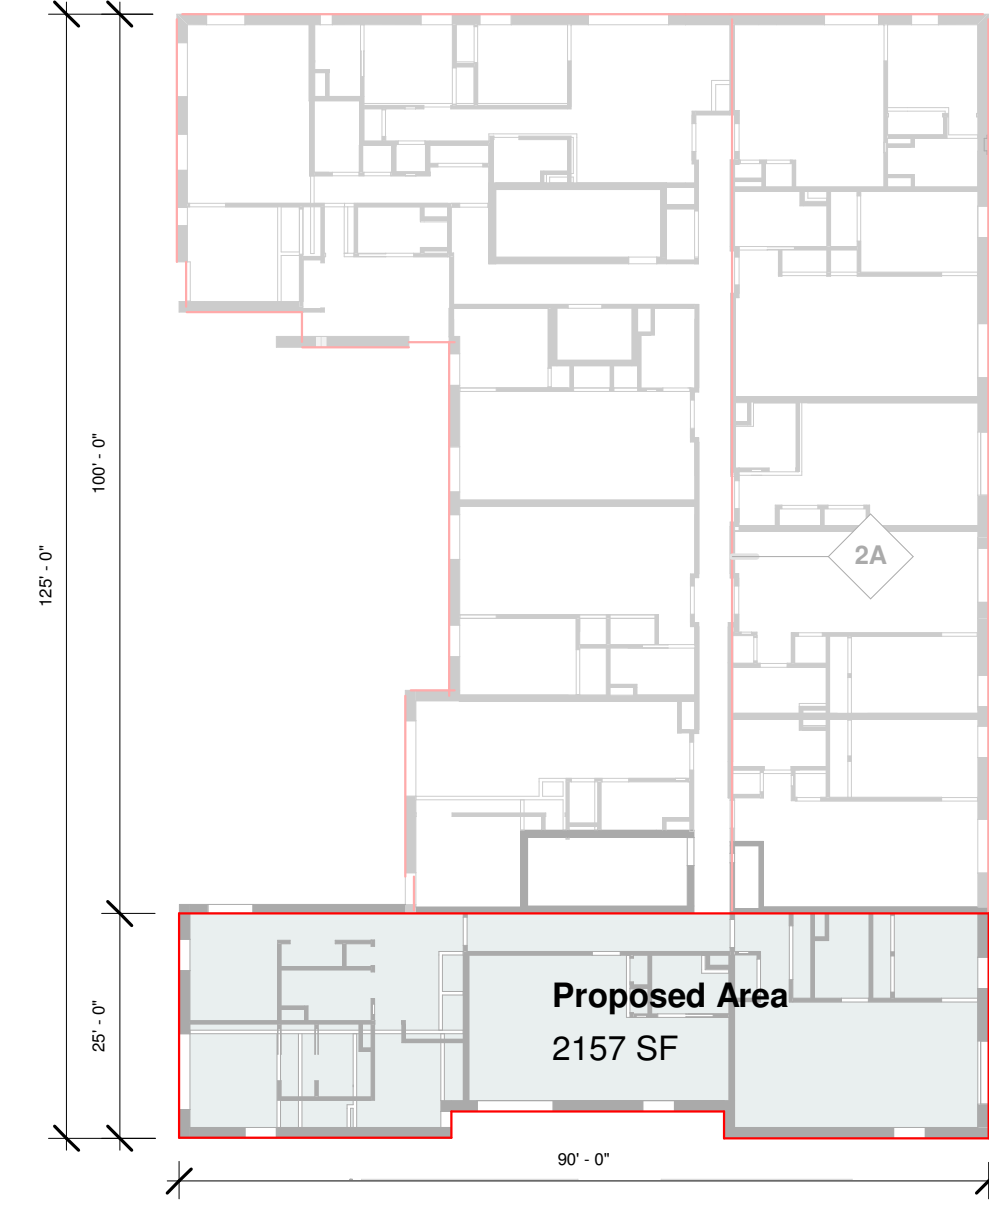 100' - 0"
125' - 0"
2A
25' - 0"
Proposed Area
2157 SF
90' - 0"